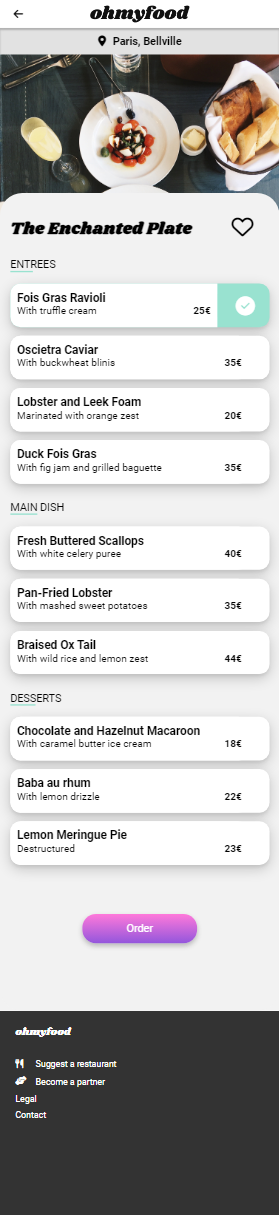 ohmyfood
Paris, Bellville
The Enchanted Plate
ENTREES
Fois Gras Ravioli
With truffle cream 25€
Oscietra Caviar
With buckwheat blinis 35€
Lobster and Leek Foam
Marinated with orange zest 20€
Duck Fois Gras
With fig jam and grilled baguette 35€
MAIN DISH
Fresh Buttered Scallops
With white celery puree 40€
Pan-Fried Lobster
With mashed sweet potatoes 35€
Braised Ox Tail
With wild rice and lemon zest 44€
DESSERTS
Chocolate and Hazelnut Macaroon
With caramel butter ice cream 18€
Baba au rhum
With lemon drizzle 22€
Lemon Meringue Pie
Destructured 23€
Order
ohmyfood
Suggest a restaurant
Become a partner
Legal
Contact